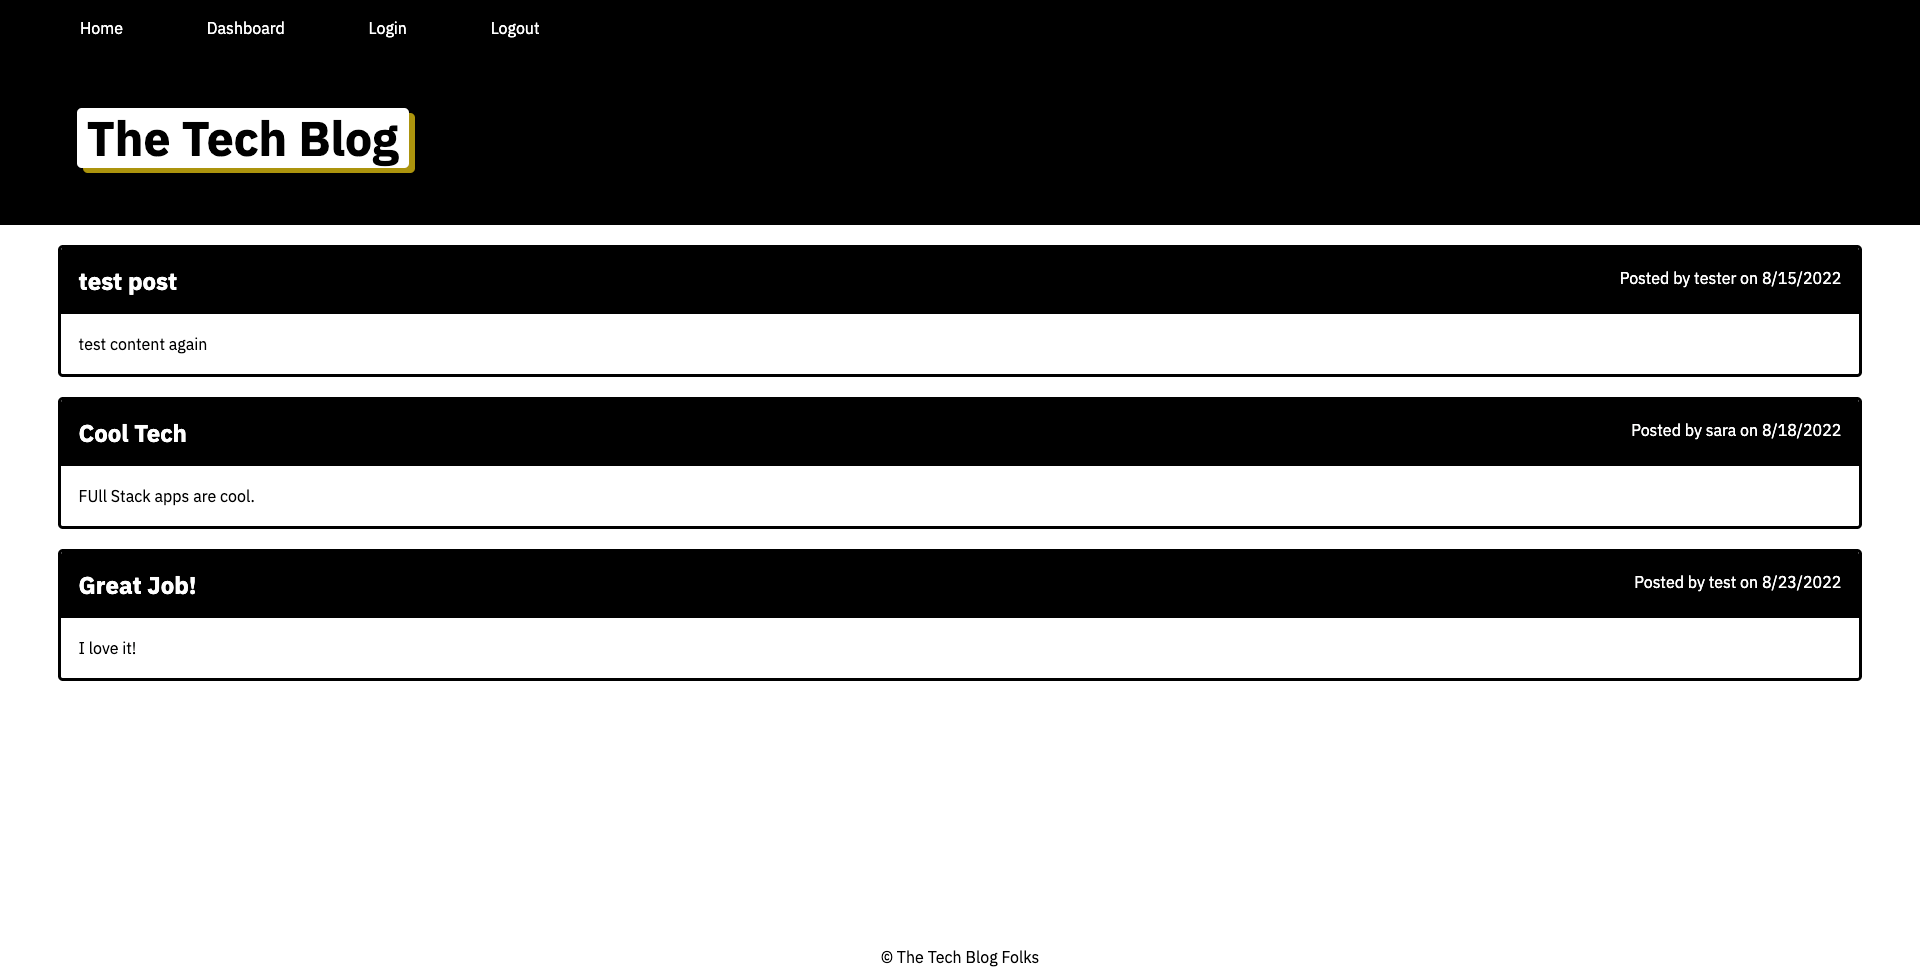 Home Dashboard Login Logout
The Tech Blog
test post Posted by tester on 8/15/2022
test content again
Cool Tech Posted by sara on 8/18/2022
FUll Stack apps are cool.
Great Job! Posted by test on 8/23/2022
I love it!
© The Tech Blog Folks